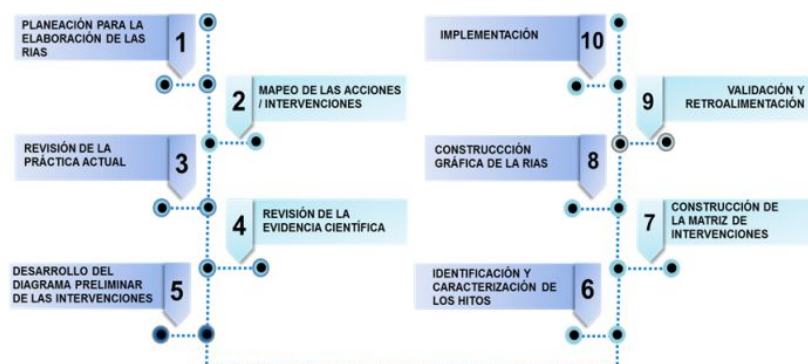 PLANEACIÓN PARA LA
ELABORACIÓN DE LAS
RIAS
1
2
MAPEO DE LAS ACCIONES
/ INTERVENCIONES
REVISIÓN DE LA
PRÁCTICA ACTUAL
3
4
REVISIÓN DE LA
EVIDENCIA CIENTÍFICA
DESARROLLO DEL
DIAGRAMA PRELIMINAR
DE LAS INTERVENCIONES
5
IDENTIFICACIÓN Y
CARACTERIZACIÓN DE
LOS HITOS
6
7
CONSTRUCCIÓN DE
LA MATRIZ DE
INTERVENCIONES
CONSTRUCCCIÓN
GRÁFICA DE LA RIAS
8
9
VALIDACIÓN Y
RETROALIMENTACIÓN
IMPLEMENTACIÓN
10